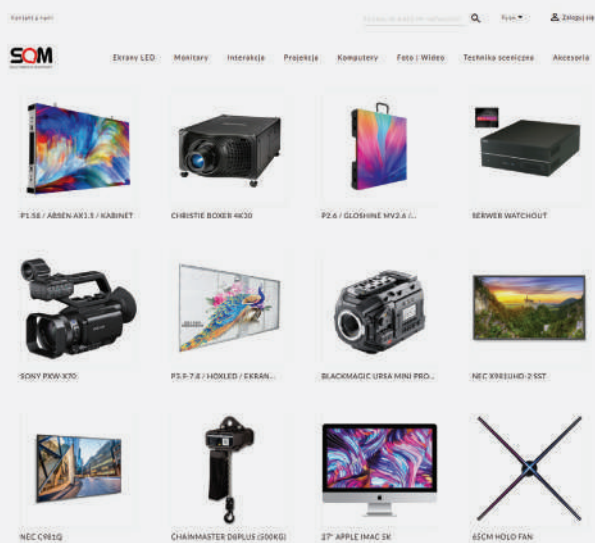 Kontakt z nami
Zaloguj się
SQM
Ekrany LED Monitory Interakcja Projekcja Komputery Foto i Wideo Technika sceniczna Akcesoria
P1.58 / ABSEN AX1.5 / KABINET
CHRISTIE BOXER 4K30
P2.6 / GLOSHINE MV2.6 /...
SERWER WATCHOUT
SONY PXW-X70
P3.9-7.8 / HOXLED / EKRAN...
BLACKMAGIC URSA MINI PRO...
NEC X981UHD-2 SST
NEC C981Q
CHAINMASTER D8PLUS (500KG)
27" APPLE IMAC 5K
65CM HOLO FAN